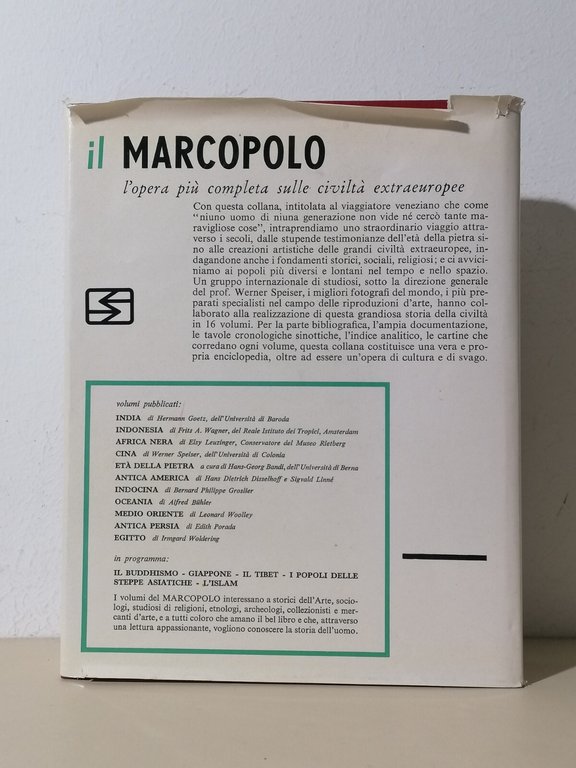 il MARCOPOLO
l'opera più completa sulle civiltà extraeuropee
Con questa collana, intitolata al viaggiatore veneziano che come
"niuno uomo di niuna generazione non vide né cercò tante ma-
ravigliose cose", intraprendiamo uno straordinario viaggio attra-
verso i secoli, dalle stupende testimonianze dell'età della pietra si-
no alle creazioni artistiche delle grandi civiltà extraeuropee, in-
dagandone anche i fondamenti storici, sociali, religiosi; e ci avvici-
niamo ai popoli più diversi e lontani nel tempo e nello spazio.
Un gruppo internazionale di studiosi, sotto la direzione generale
del prof. Werner Speiser, i migliori fotografi del mondo, i più pre-
parati specialisti nel campo delle riproduzioni d'arte, hanno col-
laborato alla realizzazione di questa grandiosa storia della civiltà
in 16 volumi. Per la parte bibliografica, l'ampia documentazione,
le tavole cronologiche sinottiche, l'indice analitico, le cartine che
corredano ogni volume, questa collana costituisce una vera e pro-
pria enciclopedia, oltre ad essere un'opera di cultura e di svago.
volumi pubblicati:
INDIA di Hermann Goetz, dell'Università di Baroda
INDONESIA di Frits A. Wagner, del Reale Istituto dei Tropici, Amsterdam
AFRICA NERA di Elsy Leuzinger, Conservatore del Museo Rietberg
CINA di Werner Speiser, dell'Università di Colonia
ETÀ DELLA PIETRA a cura di Hans-Georg Bandi, dell'Università di Berna
ANTICA AMERICA di Hans Dietrich Disselhoff e Sigvald Linné
INDOCINA di Bernard Philippe Groslier
OCEANIA di Alfred Bühler
MEDIO ORIENTE di Leonard Woolley
ANTICA PERSIA di Edith Porada
EGITTO di Irmgard Woldering
in programma:
IL BUDDHISMO - GIAPPONE - IL TIBET - I POPOLI DELLE
STEPPE ASIATICHE - L'ISLAM
I volumi del MARCOPOLO interessano a storici dell'Arte, socio-
logi, studiosi di religioni, etnologi, archeologi, collezionisti e mer-
canti d'arte, e a tutti coloro che amano il bel libro e che, attraverso
una lettura appassionante, vogliono conoscere la storia dell'uomo.